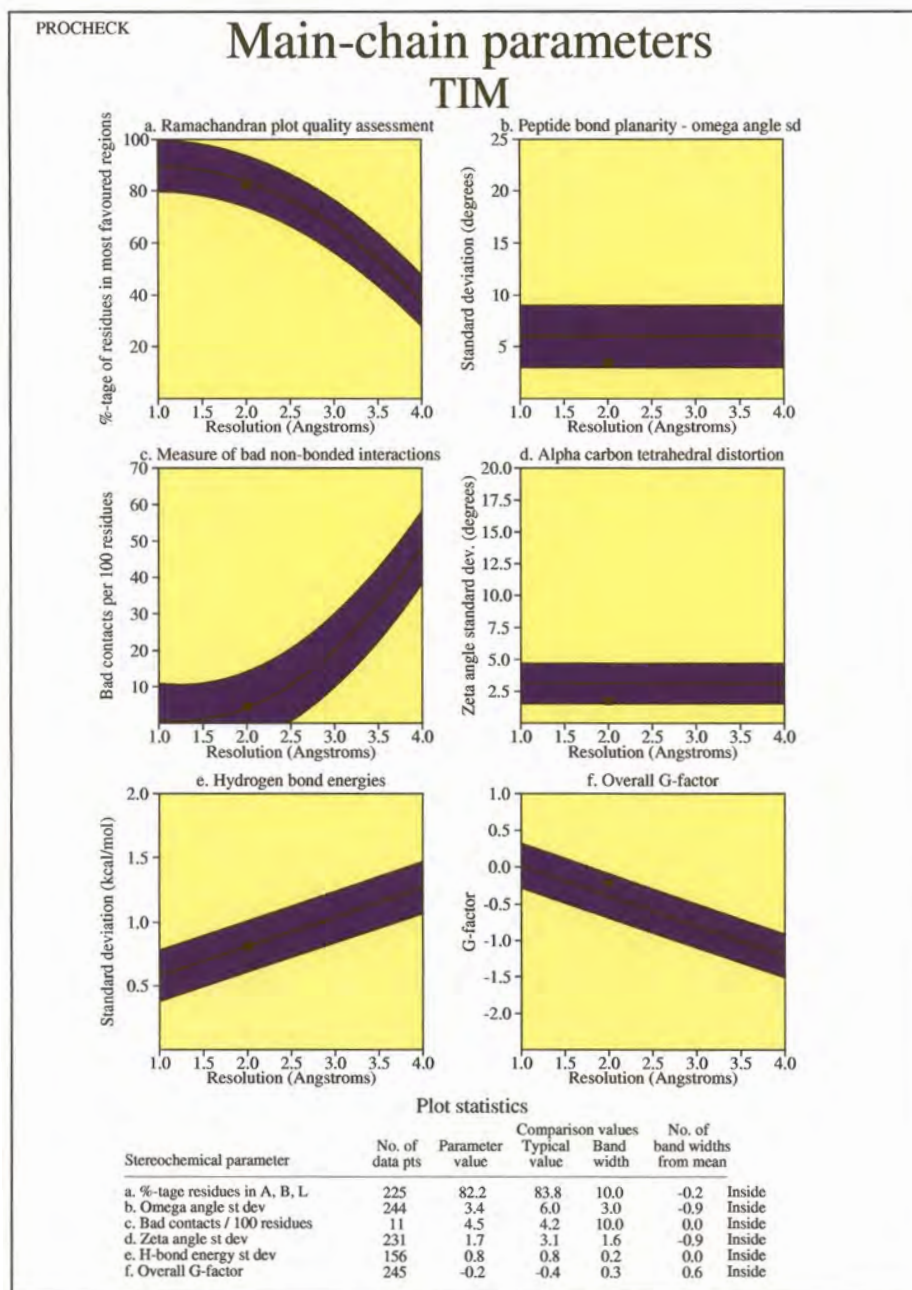 PROCHECK
Main-chain parameters
TIM
a. Ramachandran plot quality assessment
%-tage of residues in most favoured regions
100
80
60
40
20
1.0 1.5 2.0 2.5 3.0 3.5 4.0
Resolution (Angstroms)
b. Peptide bond planarity - omega angle sd
Standard deviation (degrees)
25
20
15
10
5
1.0 1.5 2.0 2.5 3.0 3.5 4.0
Resolution (Angstroms)
c. Measure of bad non-bonded interactions
Bad contacts per 100 residues
70
60
50
40
30
20
10
1.0 1.5 2.0 2.5 3.0 3.5 4.0
Resolution (Angstroms)
d. Alpha carbon tetrahedral distortion
Zeta angle standard dev. (degrees)
20.0
17.5
15.0
12.5
10.0
7.5
5.0
2.5
1.0 1.5 2.0 2.5 3.0 3.5 4.0
Resolution (Angstroms)
e. Hydrogen bond energies
Standard deviation (kcal/mol)
2.0
1.5
1.0
0.5
1.0 1.5 2.0 2.5 3.0 3.5 4.0
Resolution (Angstroms)
f. Overall G-factor
G-factor
1.0
0.5
0.0
-0.5
-1.0
-1.5
-2.0
1.0 1.5 2.0 2.5 3.0 3.5 4.0
Resolution (Angstroms)
Plot statistics
Comparison values No. of
No. of Parameter Typical Band band widths
Stereochemical parameter data pts value value width from mean
a. %-tage residues in A, B, L 225 82.2 83.8 10.0 -0.2 Inside
b. Omega angle st dev 244 3.4 6.0 3.0 -0.9 Inside
c. Bad contacts / 100 residues 11 4.5 4.2 10.0 0.0 Inside
d. Zeta angle st dev 231 1.7 3.1 1.6 -0.9 Inside
e. H-bond energy st dev 156 0.8 0.8 0.2 0.0 Inside
f. Overall G-factor 245 -0.2 -0.4 0.3 0.6 Inside